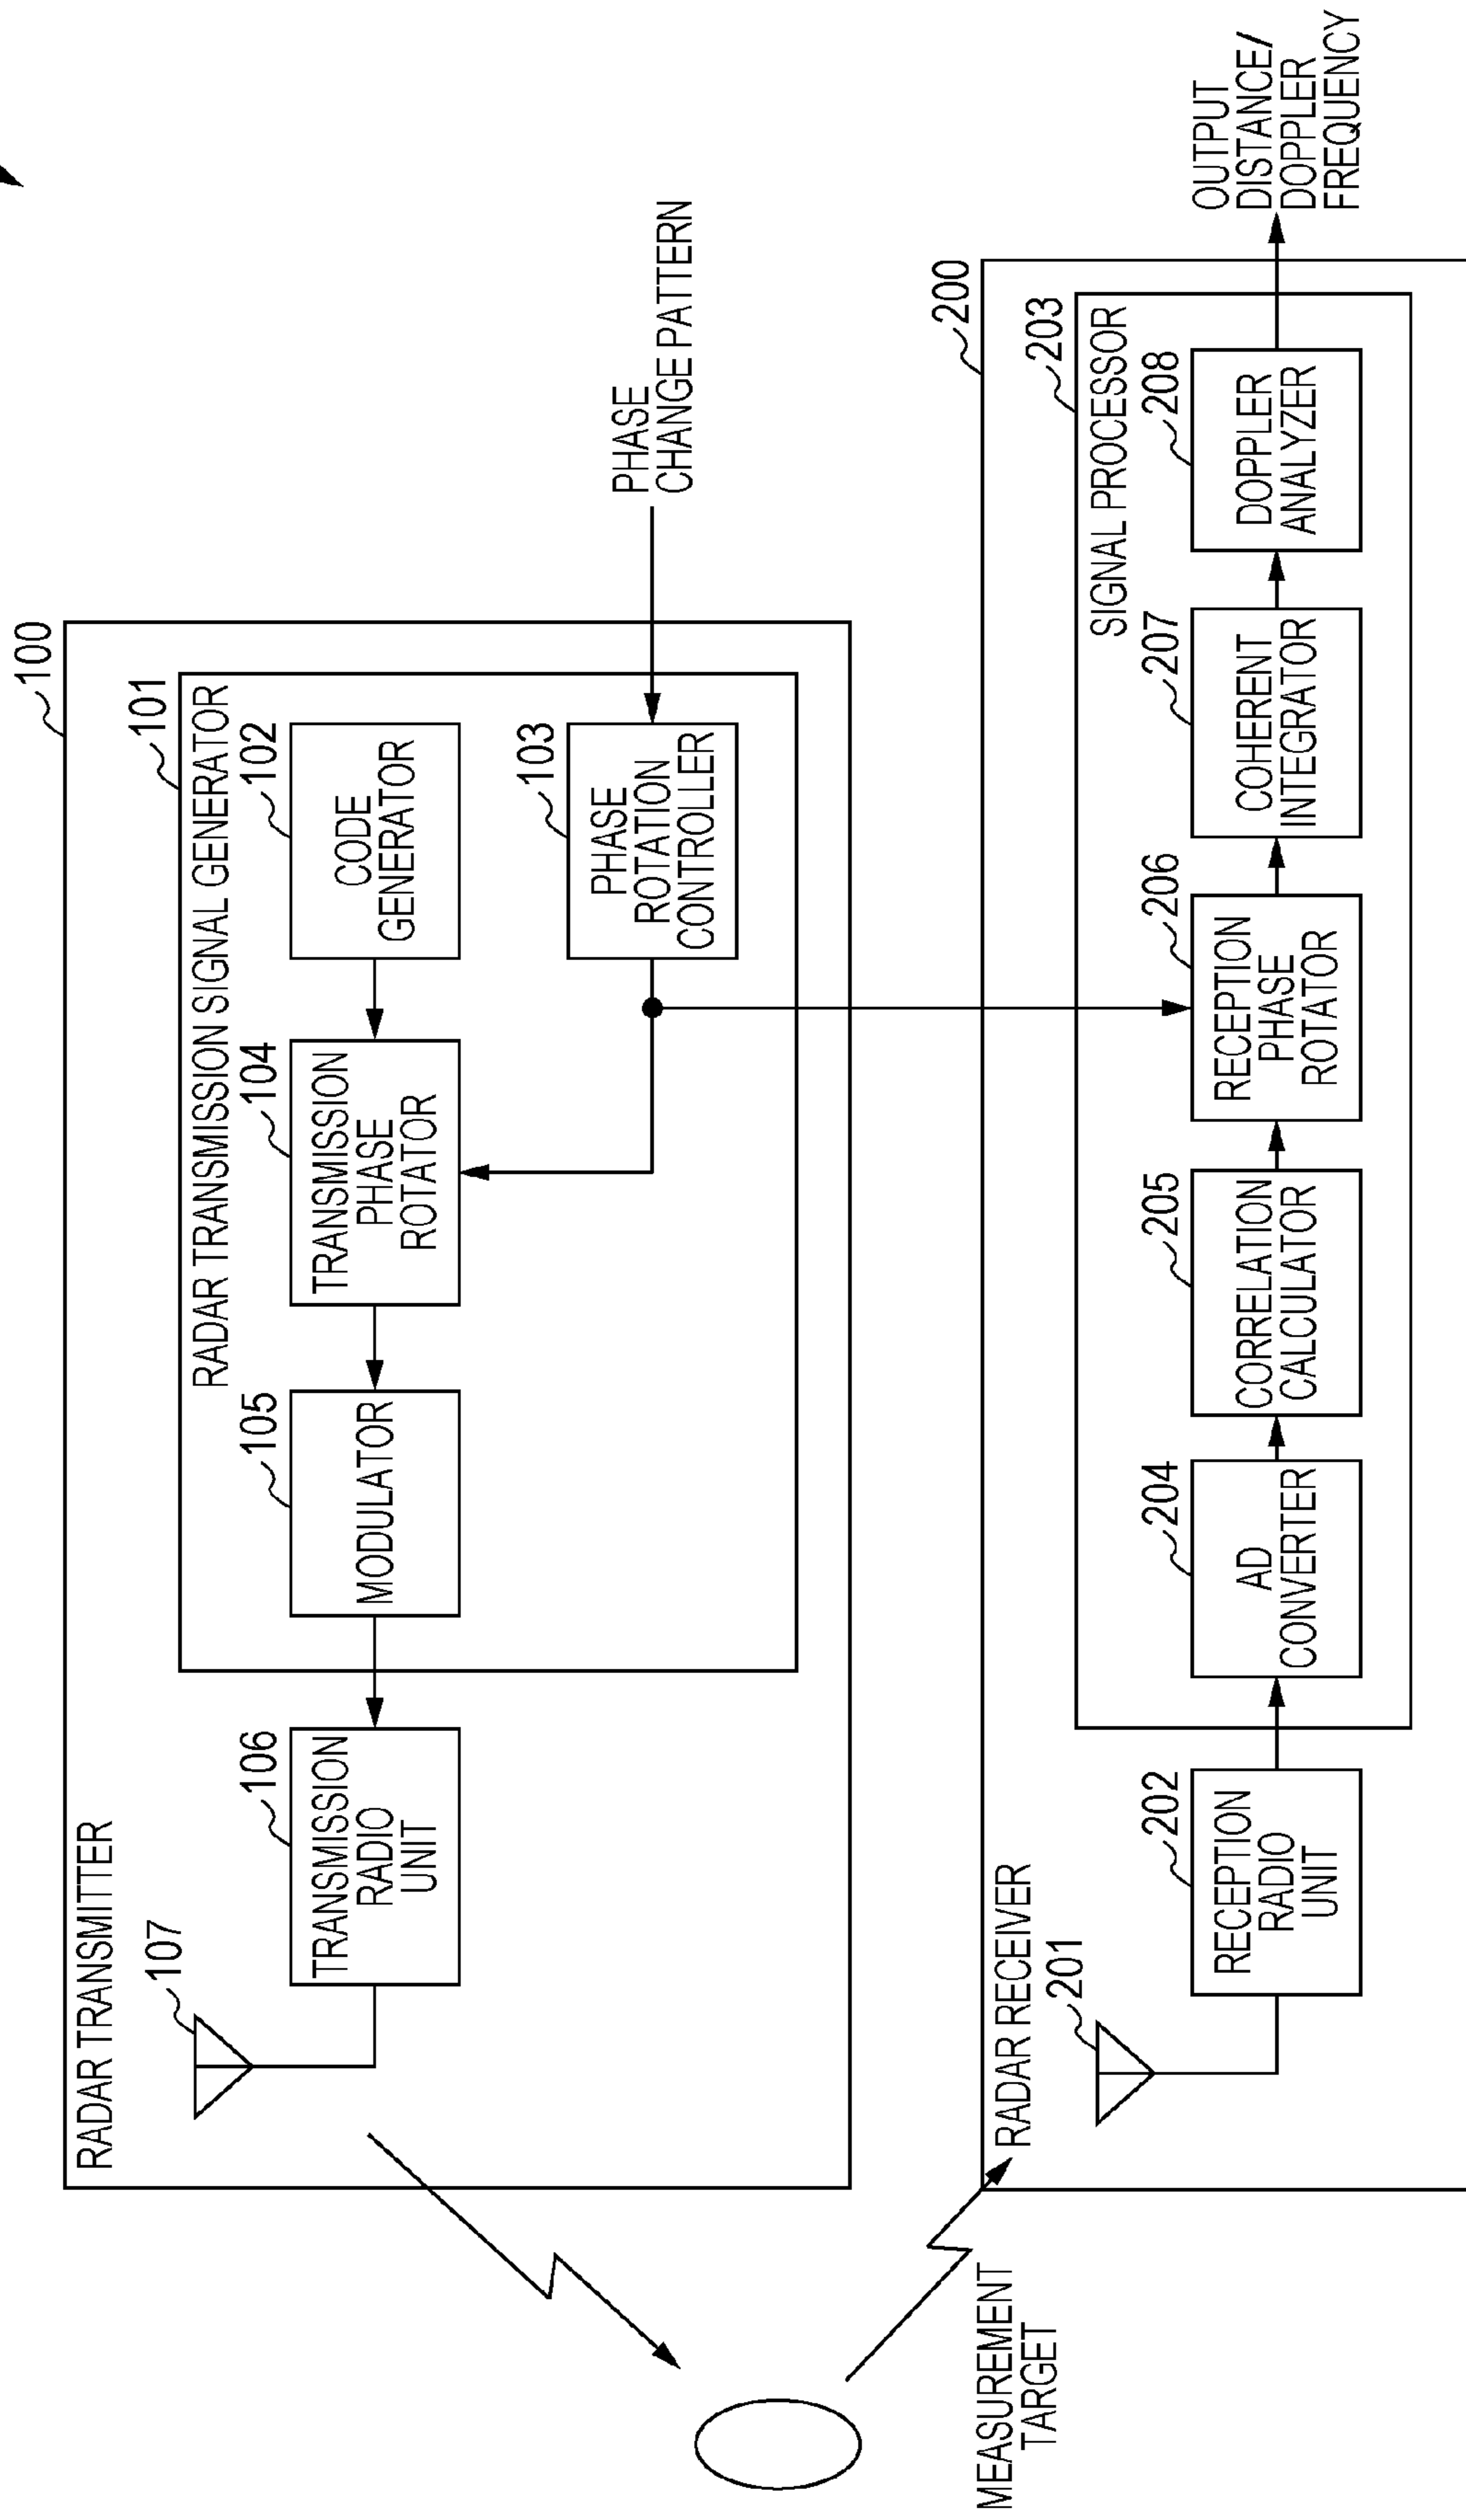 100
RADAR TRANSMITTER
107
106
TRANSMISSION
RADIO
UNIT
101
RADAR TRANSMISSION SIGNAL GENERATOR
105
MODULATOR
104
TRANSMISSION
PHASE
ROTATOR
102
CODE
GENERATOR
103
PHASE
ROTATION
CONTROLLER
PHASE
CHANGE PATTERN
MEASUREMENT
TARGET
200
RADAR RECEIVER
201
202
RECEPTION
RADIO
UNIT
203
SIGNAL PROCESSOR
204
AD
CONVERTER
205
CORRELATION
CALCULATOR
206
RECEPTION
PHASE
ROTATOR
207
COHERENT
INTEGRATOR
208
DOPPLER
ANALYZER
OUTPUT
DISTANCE/
DOPPLER
FREQUENCY